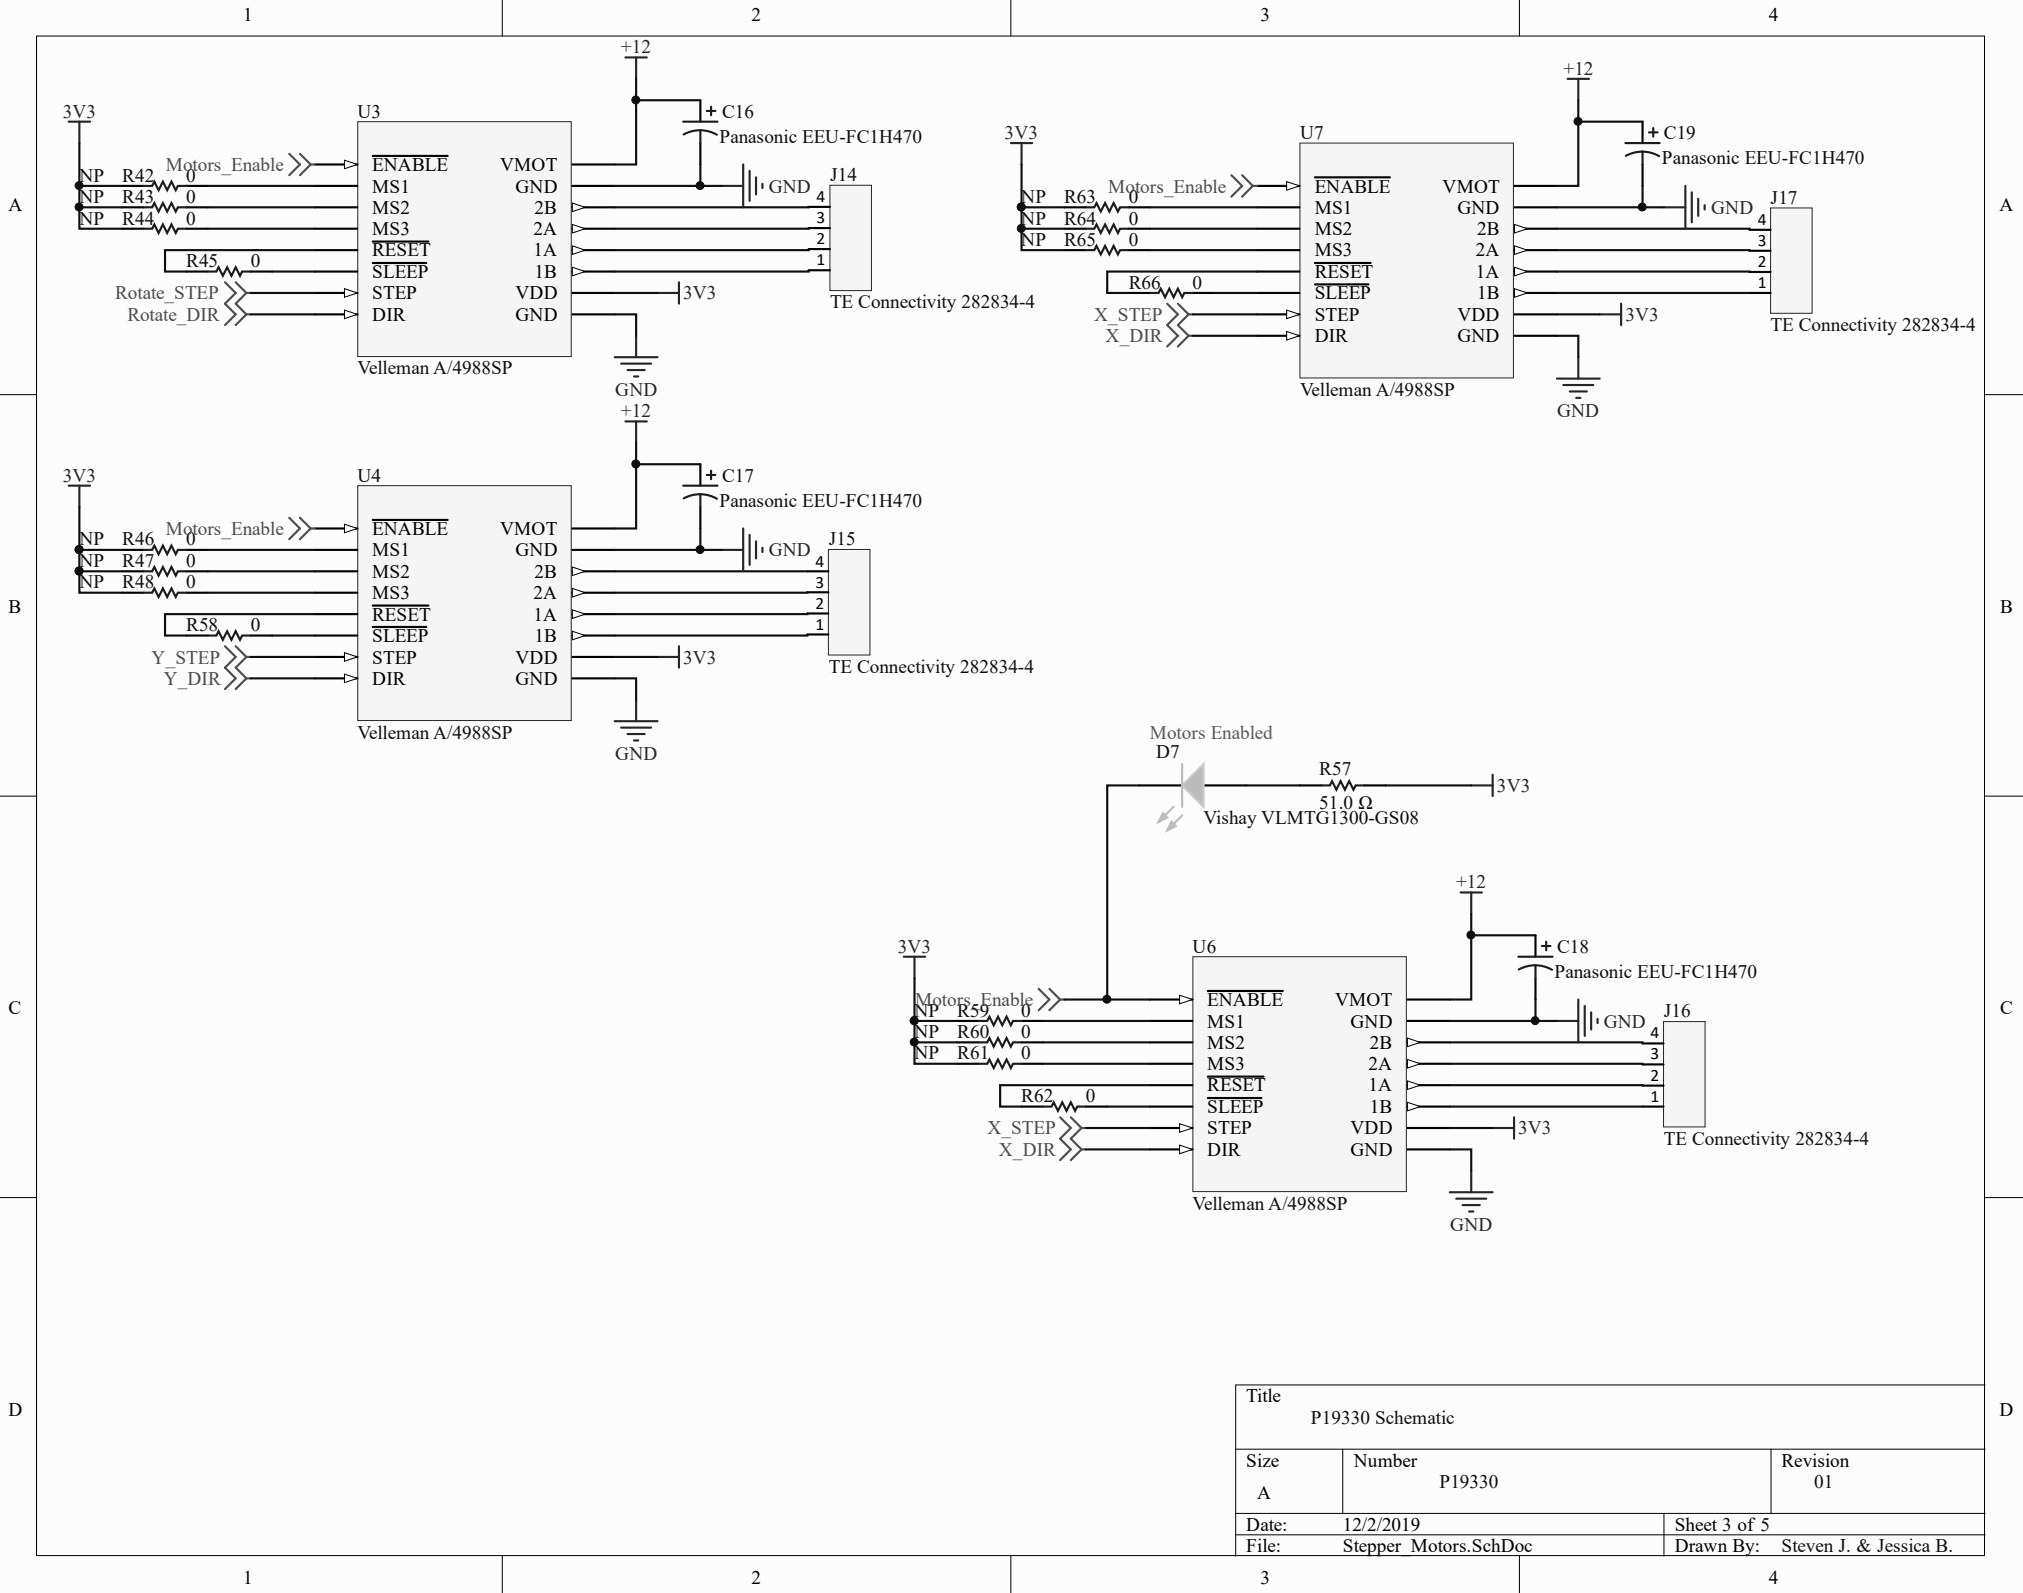 1 2 3 4
A A
B B
C C
D D
+12
3V3
U3
+ C16
Panasonic EEU-FC1H470
Motors_Enable
ENABLE VMOT
NP R42 0 MS1 GND GND
NP R43 0 MS2 2B 4
NP R44 0 MS3 2A 3
RESET 1A 2
R45 0 SLEEP 1B 1
Rotate_STEP STEP VDD 3V3
Rotate_DIR DIR GND
J14
TE Connectivity 282834-4
Velleman A/4988SP
GND
+12
3V3
U7
+ C19
Panasonic EEU-FC1H470
Motors_Enable
ENABLE VMOT
NP R63 0 MS1 GND GND
NP R64 0 MS2 2B 4
NP R65 0 MS3 2A 3
RESET 1A 2
R66 0 SLEEP 1B 1
X_STEP STEP VDD 3V3
X_DIR DIR GND
J17
TE Connectivity 282834-4
Velleman A/4988SP
GND
+12
3V3
U4
+ C17
Panasonic EEU-FC1H470
Motors_Enable
ENABLE VMOT
NP R46 0 MS1 GND GND
NP R47 0 MS2 2B 4
NP R48 0 MS3 2A 3
RESET 1A 2
R58 0 SLEEP 1B 1
Y_STEP STEP VDD 3V3
Y_DIR DIR GND
J15
TE Connectivity 282834-4
Velleman A/4988SP
GND
Motors Enabled
D7
R57
3V3
51.0 Ω
Vishay VLMTG1300-GS08
+12
3V3
U6
+ C18
Panasonic EEU-FC1H470
Motors_Enable
ENABLE VMOT
NP R59 0 MS1 GND GND
NP R60 0 MS2 2B 4
NP R61 0 MS3 2A 3
RESET 1A 2
R62 0 SLEEP 1B 1
X_STEP STEP VDD 3V3
X_DIR DIR GND
J16
TE Connectivity 282834-4
Velleman A/4988SP
GND
Title
P19330 Schematic
Size Number Revision
A P19330 01
Date: 12/2/2019 Sheet 3 of 5
File: Stepper_Motors.SchDoc Drawn By: Steven J. & Jessica B.
1 2 3 4